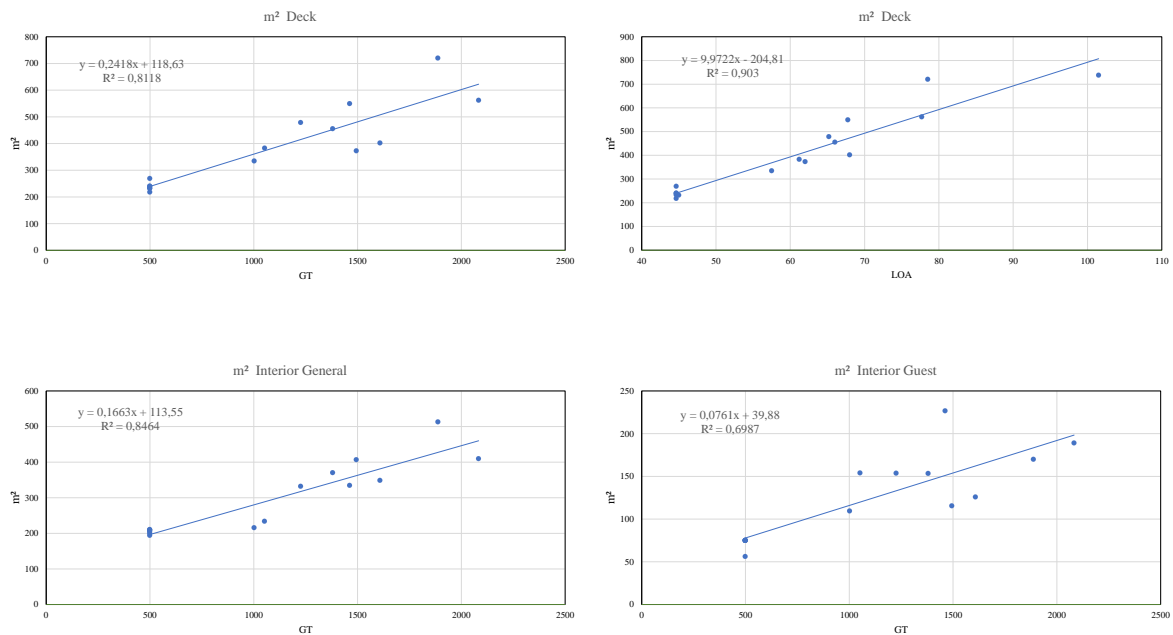 m² Deck
y = 0,2418x + 118,63
R² = 0,8118
800
700
600
500
400
300
200
100
0
m²
0 500 1000 1500 2000 2500
GT
m² Deck
y = 9,9722x - 204,81
R² = 0,903
900
800
700
600
500
400
300
200
100
0
m²
40 50 60 70 80 90 100 110
LOA
m² Interior General
y = 0,1663x + 113,55
R² = 0,8464
600
500
400
300
200
100
0
m²
0 500 1000 1500 2000 2500
GT
m² Interior Guest
y = 0,0761x + 39,88
R² = 0,6987
250
200
150
100
50
0
m²
0 500 1000 1500 2000 2500
GT